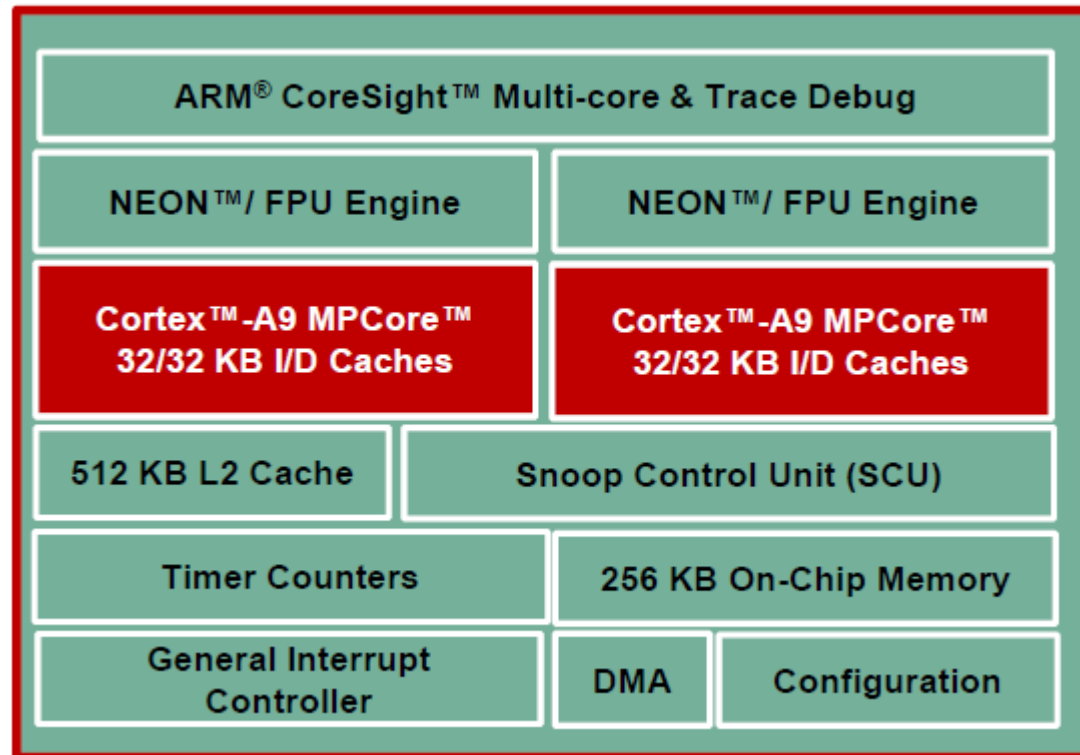 ARM® CoreSight™ Multi-core & Trace Debug
NEON™/ FPU Engine
NEON™/ FPU Engine
Cortex™-A9 MPCore™
32/32 KB I/D Caches
Cortex™-A9 MPCore™
32/32 KB I/D Caches
512 KB L2 Cache
Snoop Control Unit (SCU)
Timer Counters
256 KB On-Chip Memory
General Interrupt
Controller
DMA
Configuration